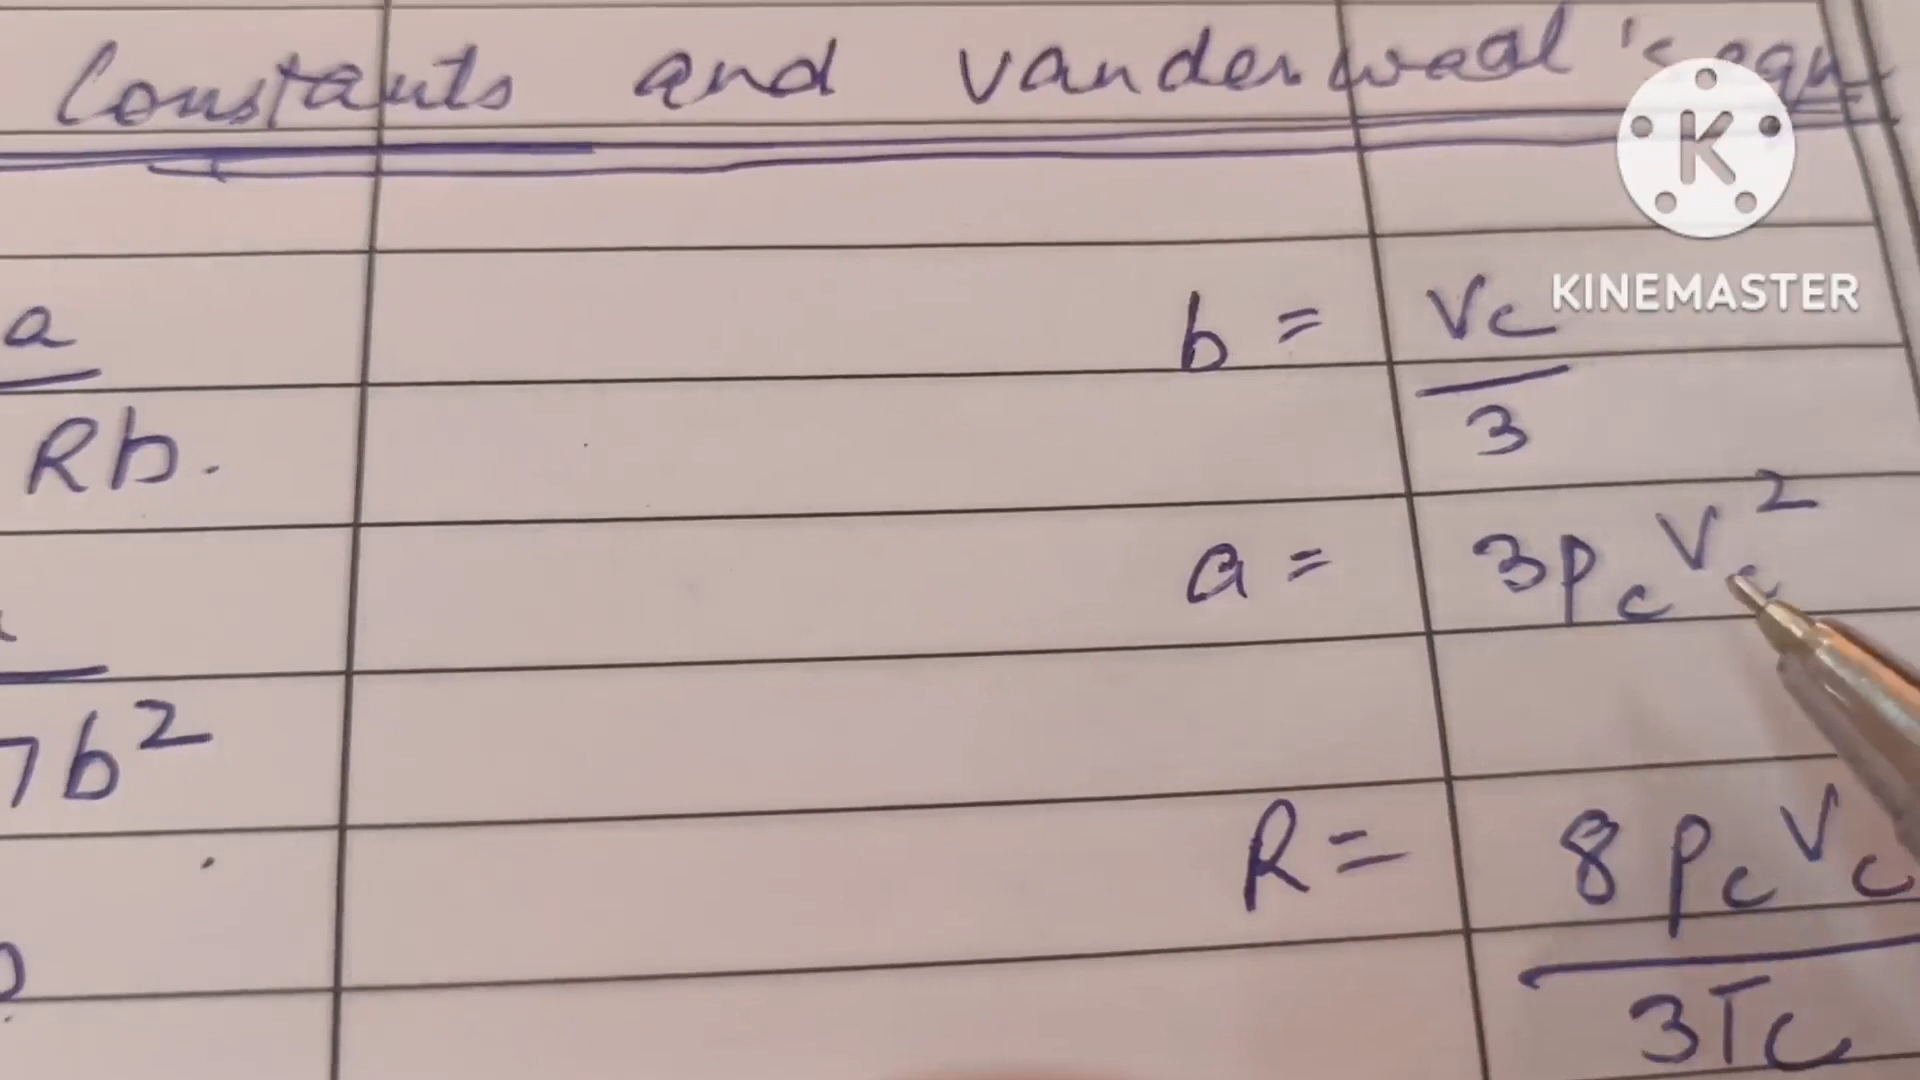 Constants and vanderwaal's eqn
KINEMASTER
a
Rb.
b = Vc
3
a = 3pcVc²
7b²
R = 8pcVc
3Tc